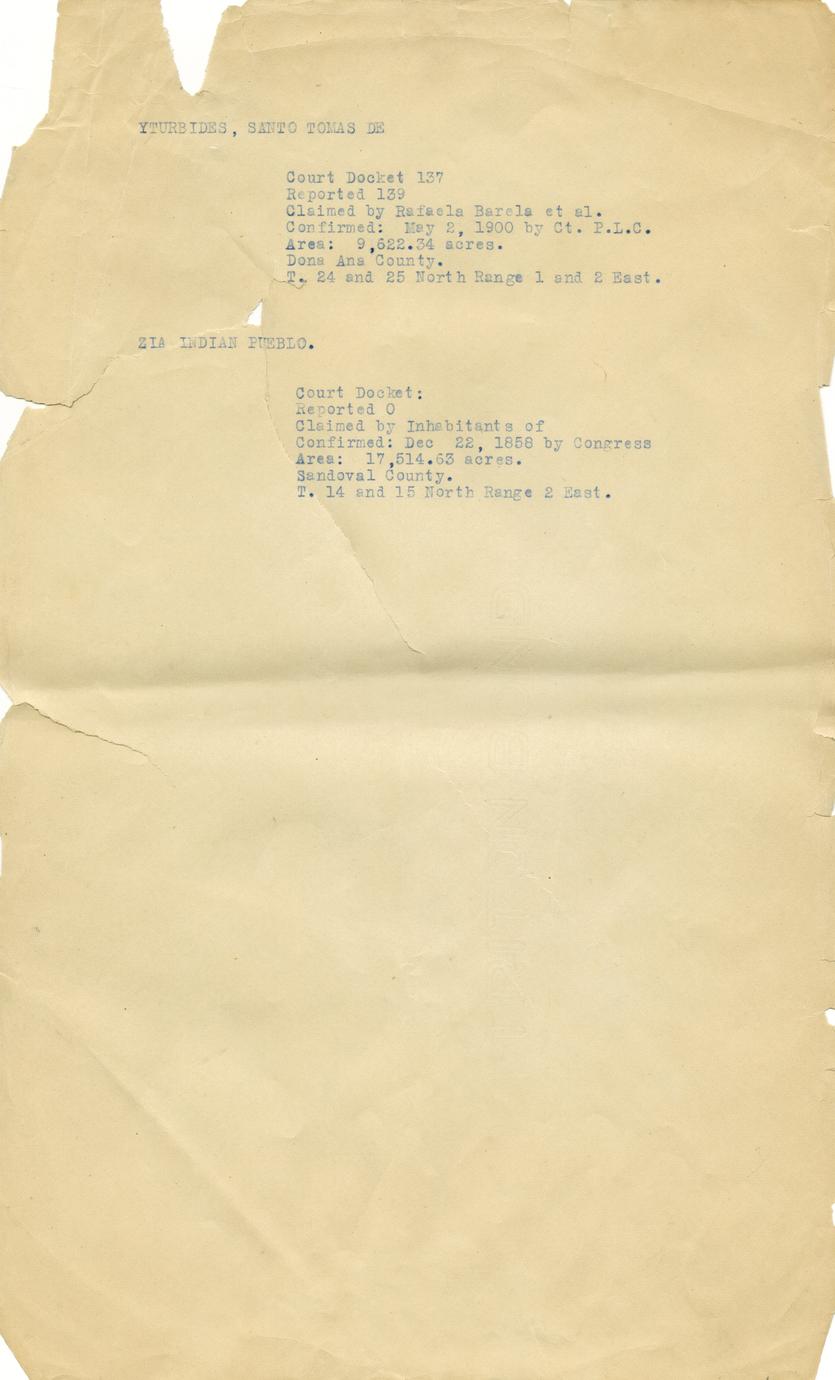 YTURBIDES, SANTO TOMAS DE
Court Docket 137
Reported 139
Claimed by Rafaela Barela et al.
Confirmed:  May 2, 1900 by Ct. P.L.C.
Area:  9,622.34 acres.
Dona Ana County.
T. 24 and 25 North Range 1 and 2 East.
ZIA INDIAN PUEBLO.
Court Docket:
Reported 0
Claimed by Inhabitants of
Confirmed: Dec  22, 1858 by Congress
Area:  17,514.63 acres.
Sandoval County.
T. 14 and 15 North Range 2 East.